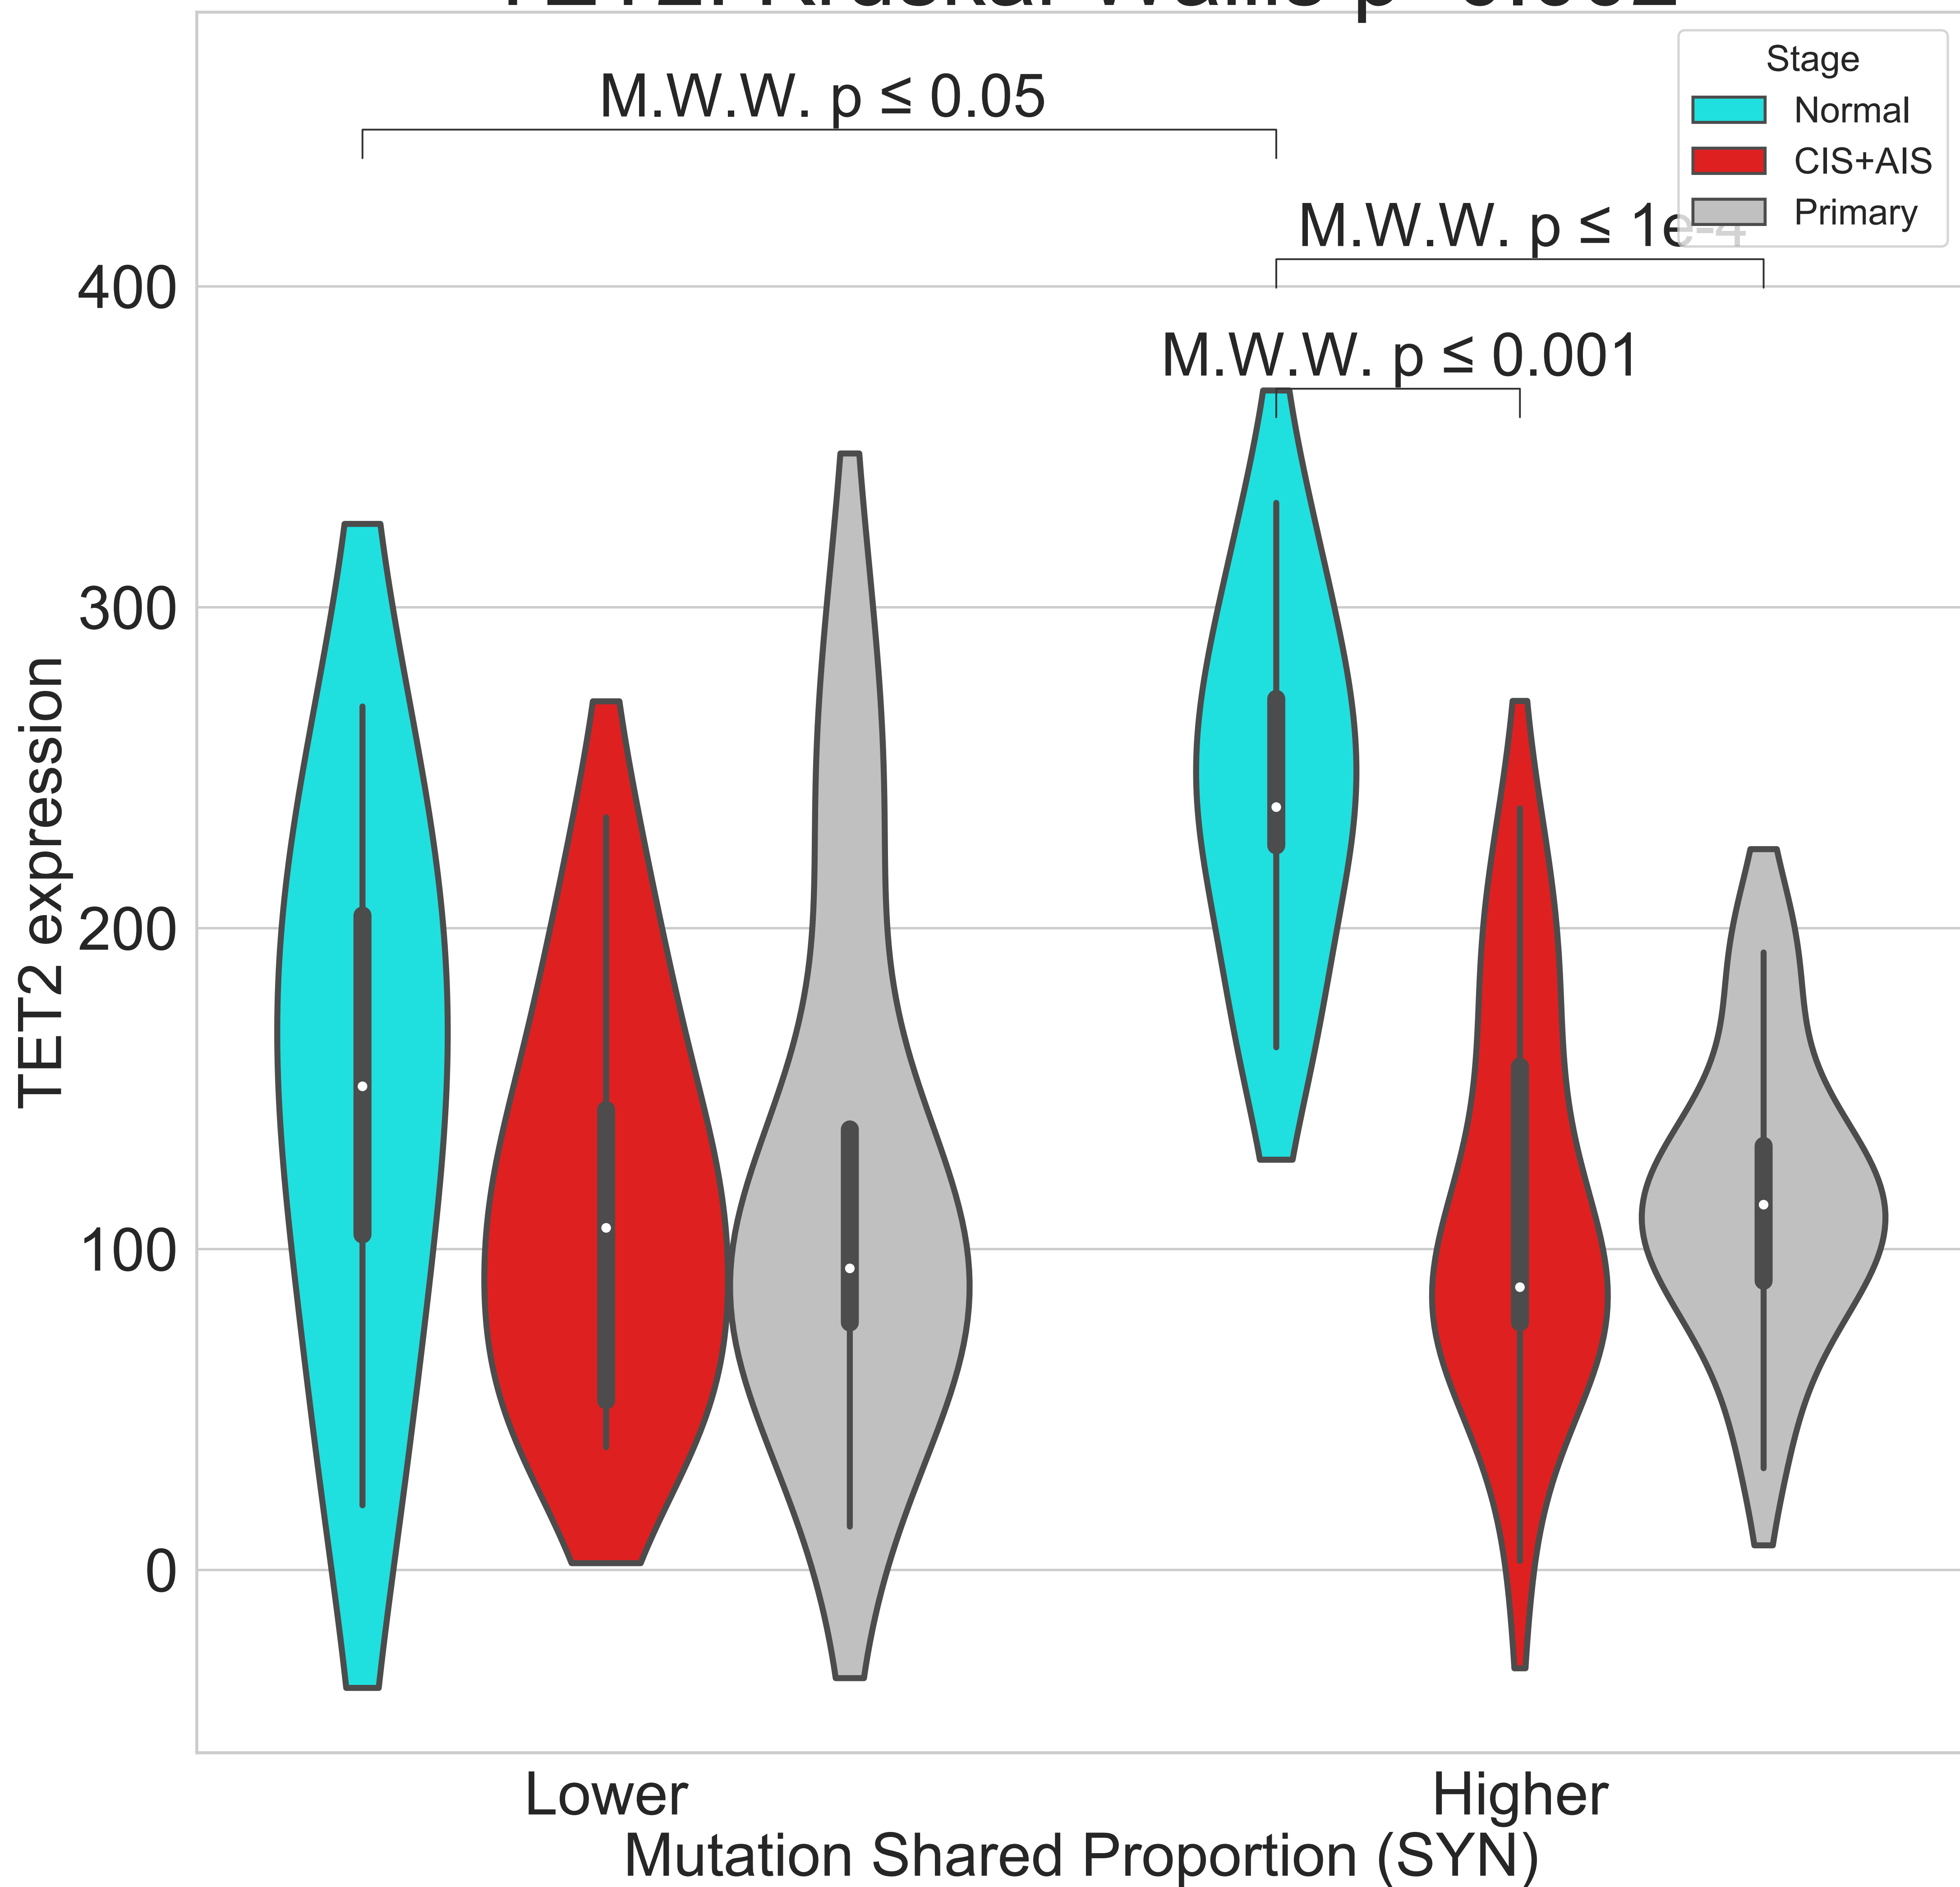 M.W.W. p ≤ 0.05
Stage
Normal
CIS+AIS
Primary
M.W.W. p ≤ 1e-4
M.W.W. p ≤ 0.001
400
300
200
100
0
TET2 expression
Lower
Higher
Mutation Shared Proportion (SYN)